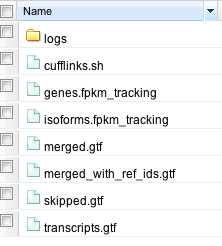 Name
logs
cufflinks.sh
genes.fpkm_tracking
isoforms.fpkm_tracking
merged.gtf
merged_with_ref_ids.gtf
skipped.gtf
transcripts.gtf